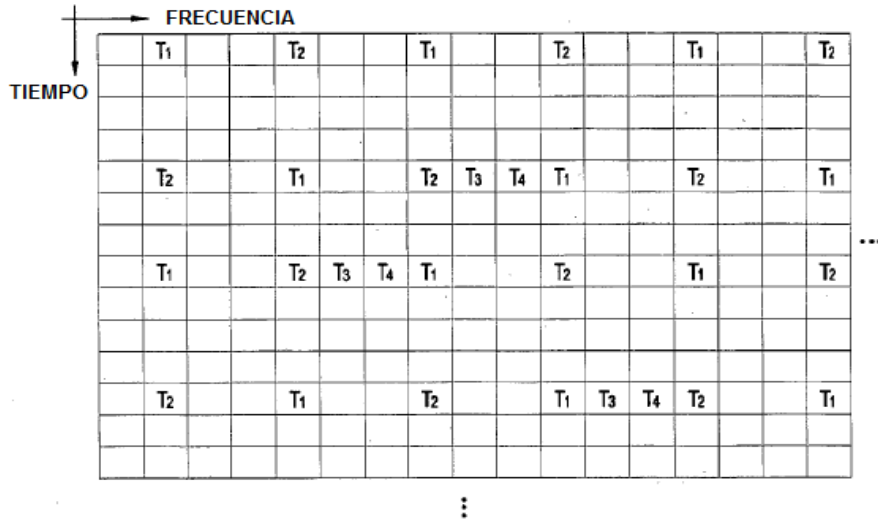 FRECUENCIA
TIEMPO
T1 T2 T1 T2 T1 T2
T2 T1 T2 T3 T4 T1 T2 T1
...
T1 T2 T3 T4 T1 T2 T1 T2
T2 T1 T2 T1 T3 T4 T2 T1
⋮